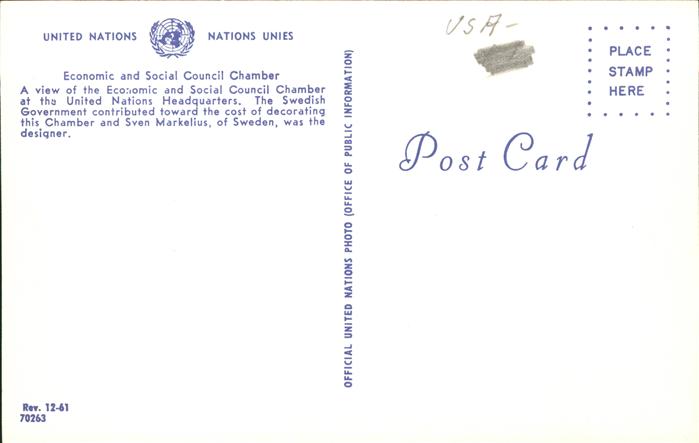 UNITED NATIONS NATIONS UNIES
Economic and Social Council Chamber
A view of the Economic and Social Council Chamber
at the United Nations Headquarters. The Swedish
Government contributed toward the cost of decorating
this Chamber and Sven Markelius, of Sweden, was the
designer.
Rev. 12-61
70263
OFFICIAL UNITED NATIONS PHOTO (OFFICE OF PUBLIC INFORMATION)
USA-
PLACE
STAMP
HERE
Post Card